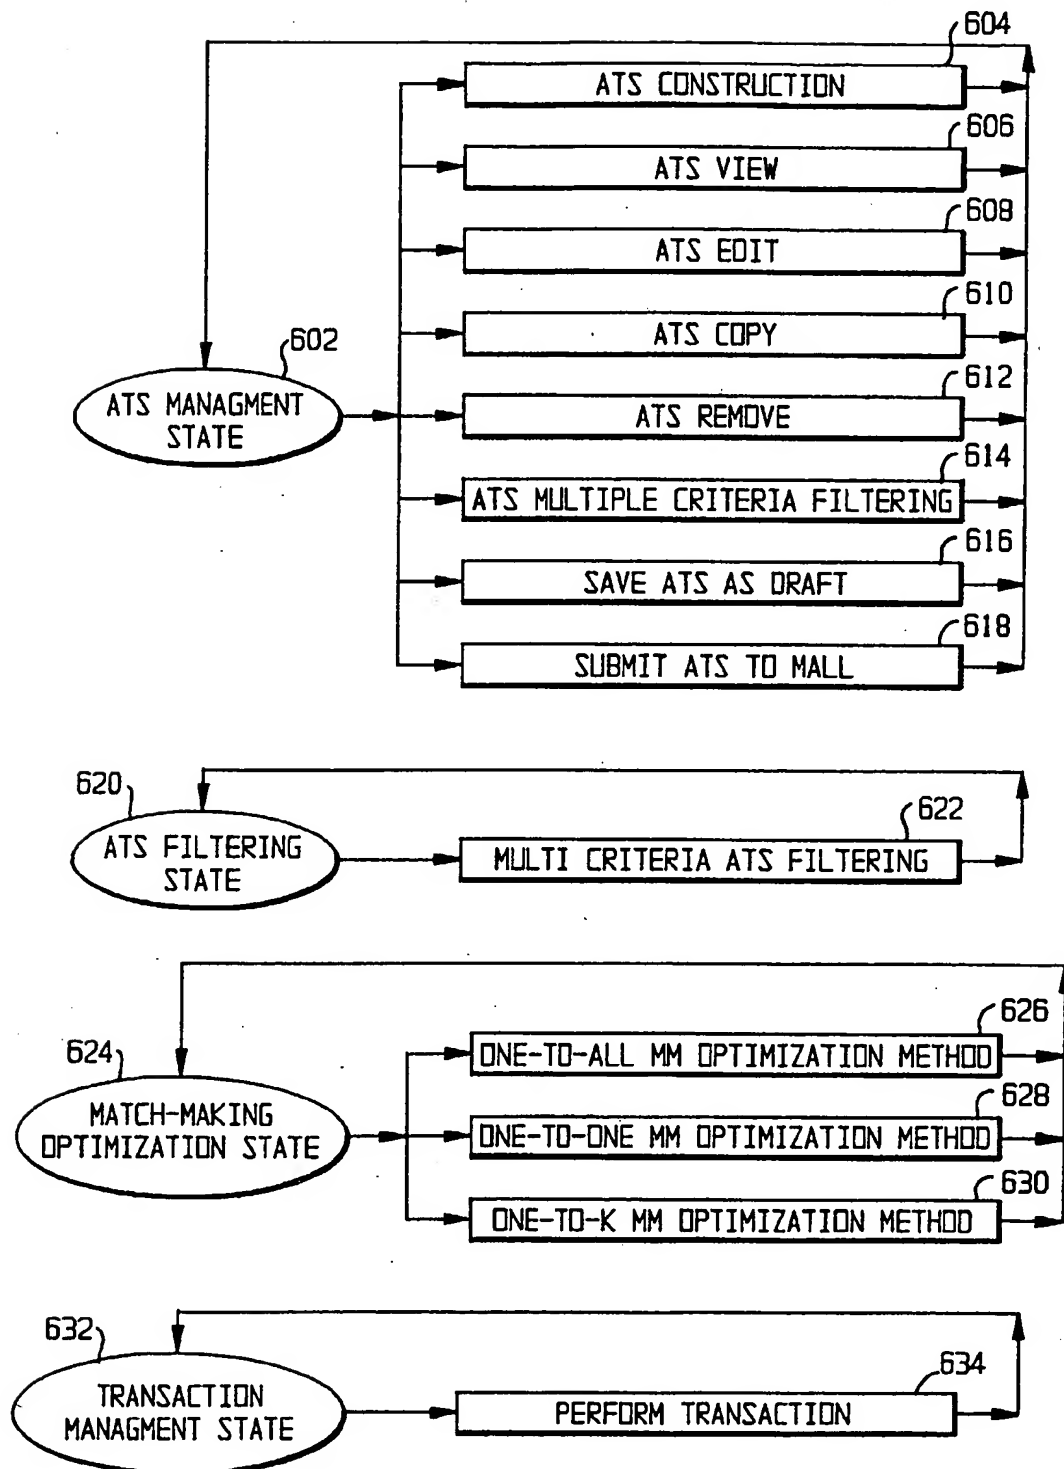 604
ATS CONSTRUCTION
606
ATS VIEW
608
ATS EDIT
610
ATS COPY
602
ATS MANAGMENT
STATE
612
ATS REMOVE
614
ATS MULTIPLE CRITERIA FILTERING
616
SAVE ATS AS DRAFT
618
SUBMIT ATS TO MALL
620
ATS FILTERING
STATE
622
MULTI CRITERIA ATS FILTERING
624
MATCH-MAKING
OPTIMIZATION STATE
626
ONE-TO-ALL MM OPTIMIZATION METHOD
628
ONE-TO-ONE MM OPTIMIZATION METHOD
630
ONE-TO-K MM OPTIMIZATION METHOD
632
TRANSACTION
MANAGMENT STATE
634
PERFORM TRANSACTION